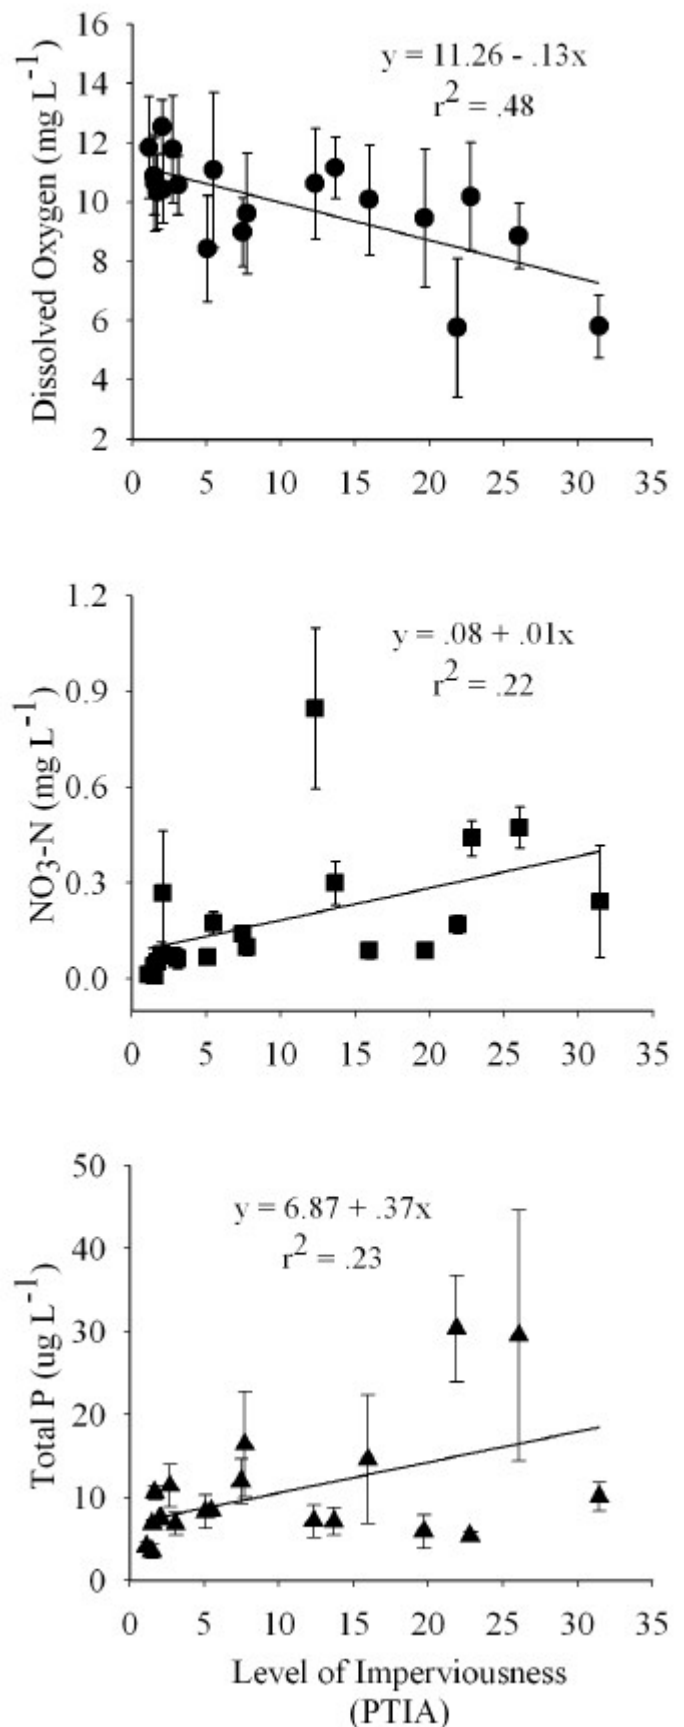 16
14
12
10
8
6
4
2
Dissolved Oxygen (mg L⁻¹)
y = 11.26 - .13x
r² = .48
0 5 10 15 20 25 30 35
1.2
0.9
0.6
0.3
0.0
NO₃-N (mg L⁻¹)
y = .08 + .01x
r² = .22
0 5 10 15 20 25 30 35
50
40
30
20
10
0
Total P (ug L⁻¹)
y = 6.87 + .37x
r² = .23
0 5 10 15 20 25 30 35
Level of Imperviousness
(PTIA)